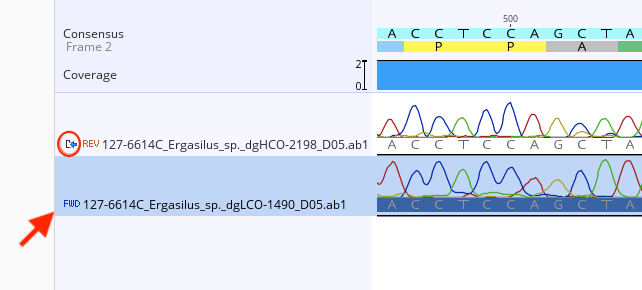 500
Consensus A C C T C C A G C T A
Frame 2 P P A
Coverage 2
0
REV 127-6614C_Ergasilus_sp._dgHCO-2198_D05.ab1
A C C T C C A G C T A
FWD 127-6614C_Ergasilus_sp._dgLCO-1490_D05.ab1
A C C T C C A G C T A